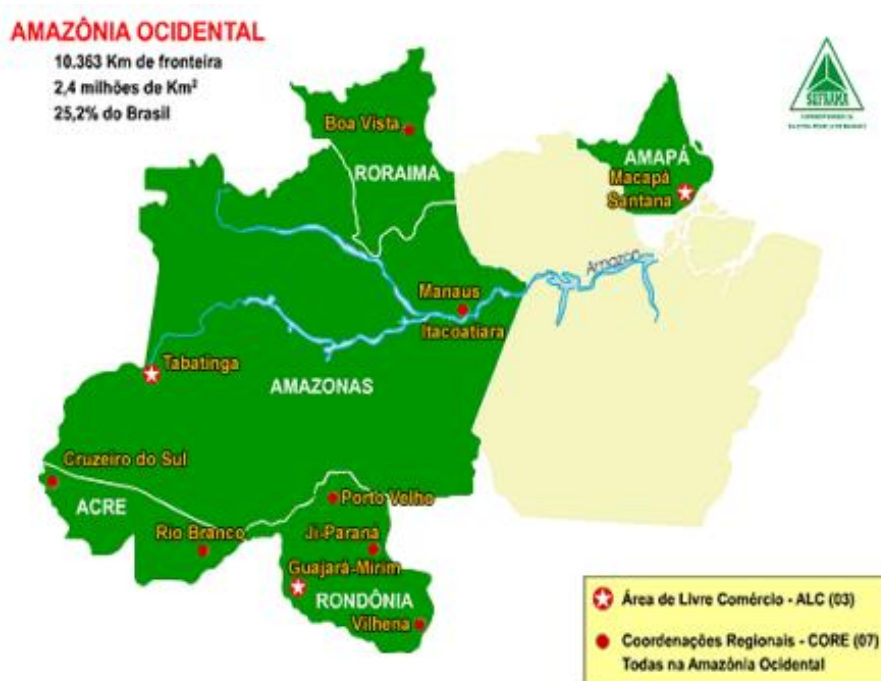 AMAZÔNIA OCIDENTAL
10.363 Km de fronteira
2,4 milhões de Km²
25,2% do Brasil
SUFRAMA
Boa Vista
RORAIMA
AMAPÁ
Macapá
Santana
Amazon
Manaus
Itacoatiara
Tabatinga
AMAZONAS
Cruzeiro do Sul
ACRE
Rio Branco
Porto Velho
Ji-Paraná
Guajará-Mirim
RONDÔNIA
Vilhena
Área de Livre Comércio - ALC (03)
Coordenações Regionais - CORE (07)
Todas na Amazônia Ocidental